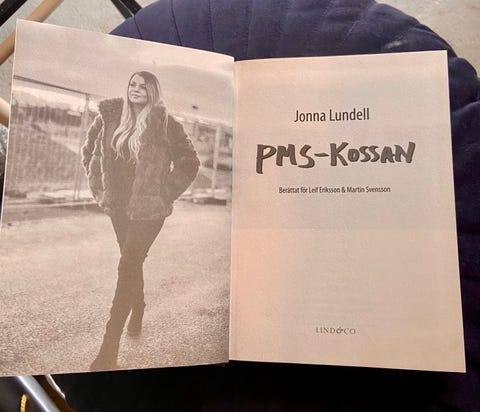 Jonna Lundell
PMS-KOSSAN
Berättat för Leif Eriksson & Martin Svensson
LIND&CO